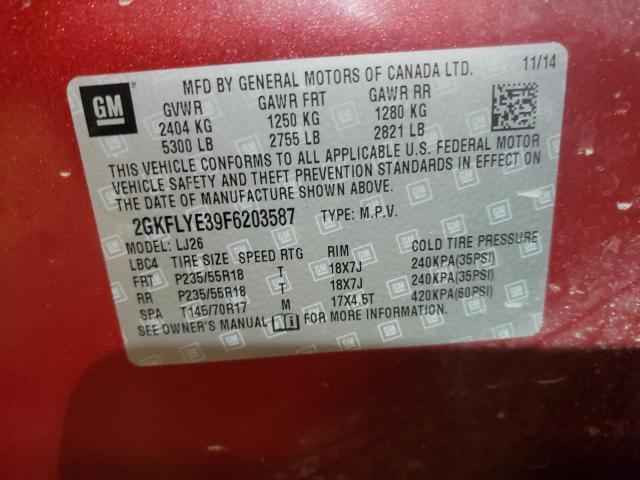 MFD BY GENERAL MOTORS OF CANADA LTD. 11/14
GM
GVWR GAWR FRT GAWR RR
2404 KG 1250 KG 1280 KG
5300 LB 2755 LB 2821 LB
THIS VEHICLE CONFORMS TO ALL APPLICABLE U.S. FEDERAL MOTOR
VEHICLE SAFETY AND THEFT PREVENTION STANDARDS IN EFFECT ON
THE DATE OF MANUFACTURE SHOWN ABOVE.
2GKFLYE39F6203587 TYPE: M.P.V.
MODEL: LJ26
LBC4 TIRE SIZE SPEED RTG RIM COLD TIRE PRESSURE
FRT P235/55R18 T 18X7J 240KPA(35PSI)
RR P235/55R18 T 18X7J 240KPA(35PSI)
SPA T145/70R17 M 17X4.5T 420KPA(60PSI)
SEE OWNER'S MANUAL FOR MORE INFORMATION.